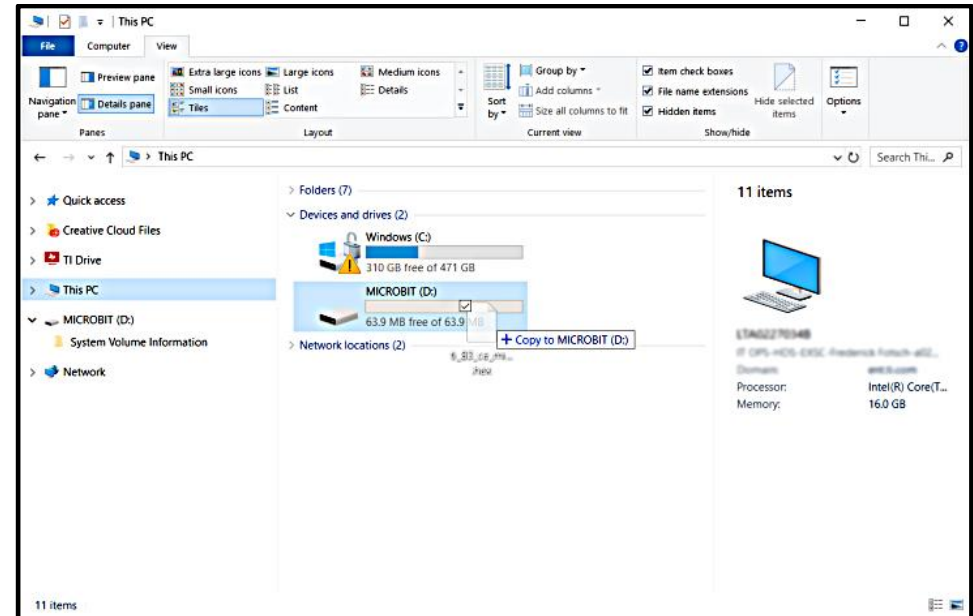 This PC
File Computer View
Navigation pane
Preview pane
Details pane
Panes
Extra large icons Large icons Medium icons
Small icons List Details
Tiles Content
Layout
Sort by
Group by
Add columns
Size all columns to fit
Current view
Item check boxes
File name extensions
Hidden items
Hide selected items
Show/hide
Options
This PC
Search Thi...
Quick access
Creative Cloud Files
TI Drive
This PC
MICROBIT (D:)
System Volume Information
Network
Folders (7)
Devices and drives (2)
Windows (C:)
310 GB free of 471 GB
MICROBIT (D:)
63.9 MB free of 63.9 MB
+ Copy to MICROBIT (D:)
Network locations (2)
.hex
11 items
Domain:
Processor: Intel(R) Core(T...
Memory: 16.0 GB
11 items